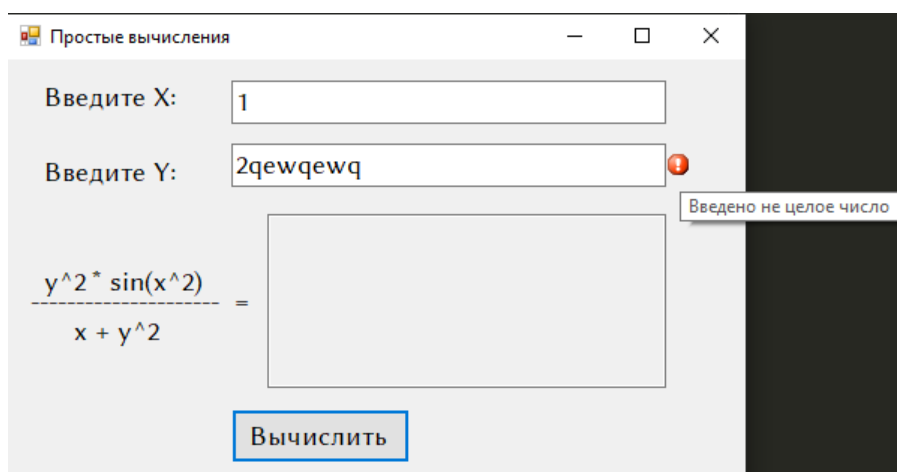 Простые вычисления
Введите X: 1
Введите Y: 2qewqewq
Введено не целое число
y^2 * sin(x^2)
--------------------- =
x + y^2
Вычислить